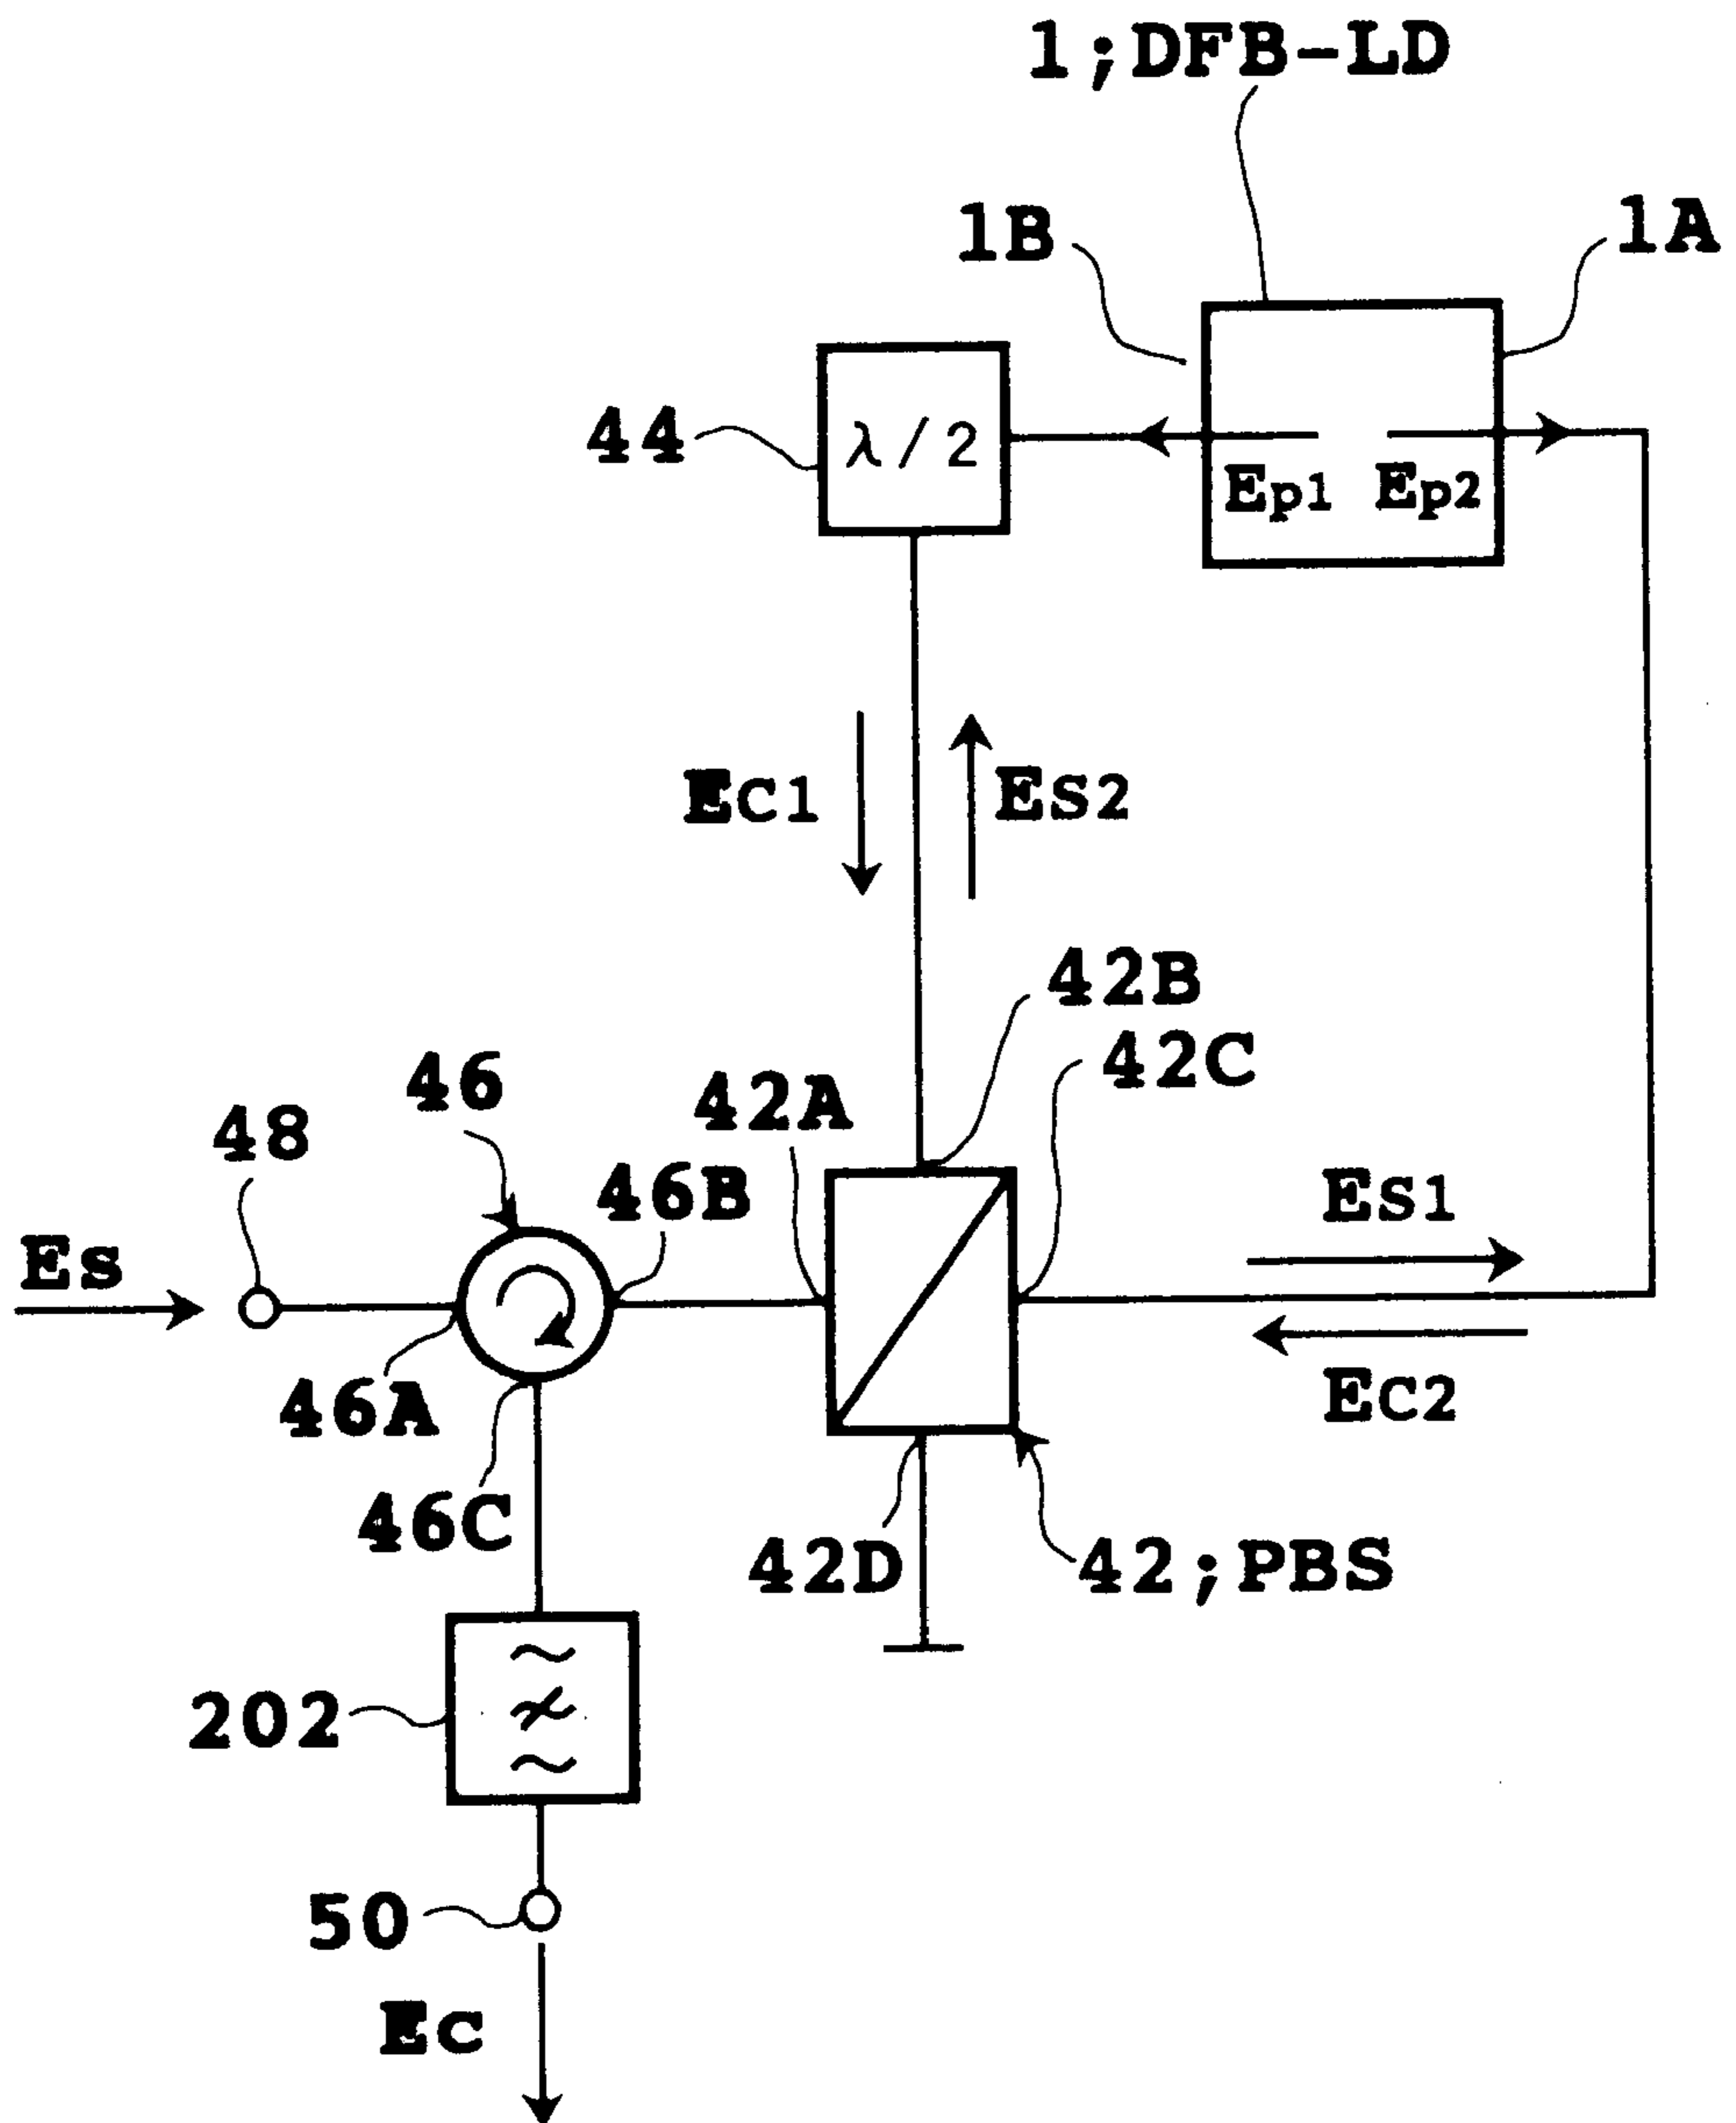 1;DFB-LD
1B
1A
44
λ/2
Ep1 Ep2
EC1
ES2
42B
42C
46
42A
48
46B
ES1
ES
46A
EC2
46C
42D
42;PBS
202
50
EC